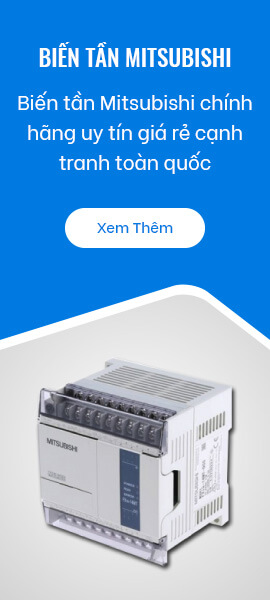 BIẾN TẦN MITSUBISHI
Biến tần Mitsubishi chính
hãng uy tín giá rẻ cạnh
tranh toàn quốc
Xem Thêm
MITSUBISHI